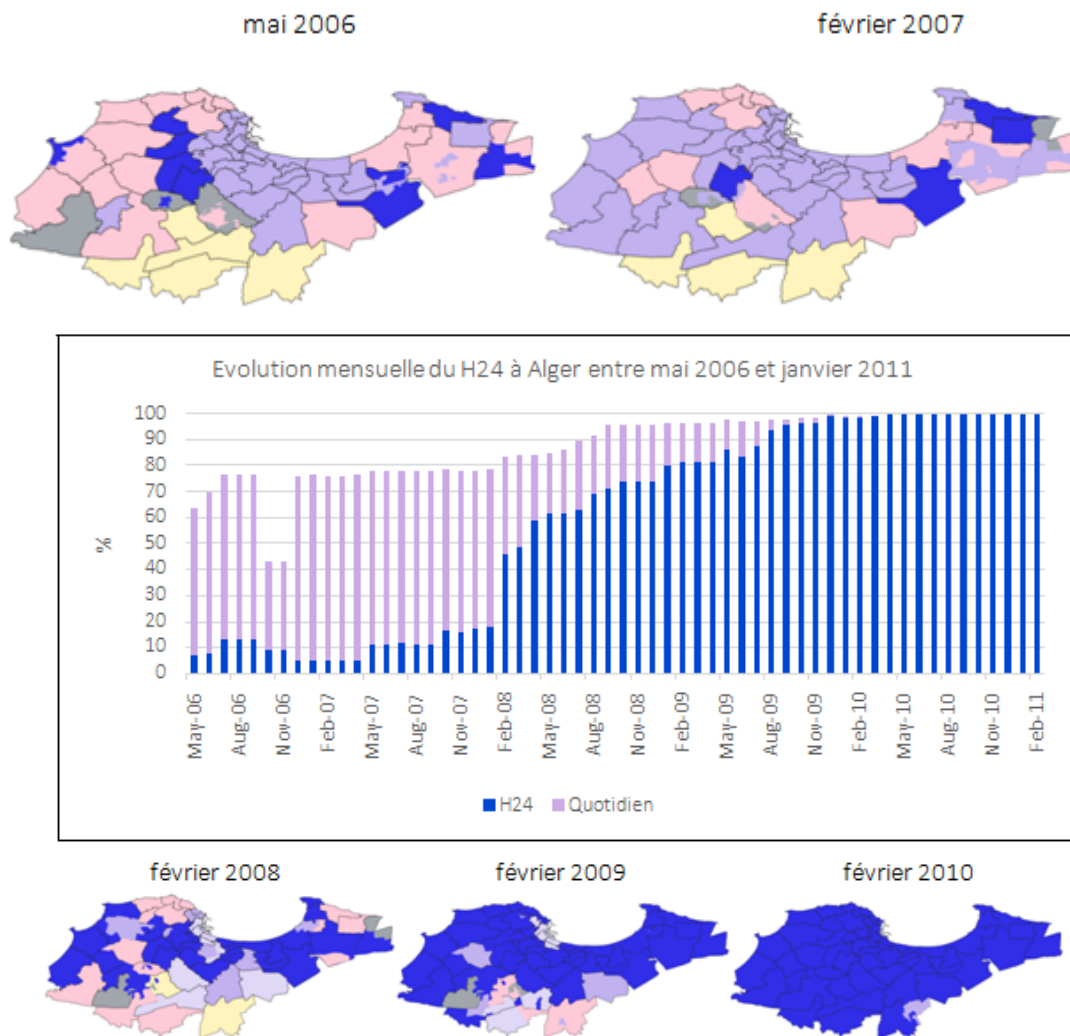 mai 2006
février 2007
Evolution mensuelle du H24 à Alger entre mai 2006 et janvier 2011
100
90
80
70
60
50
40
30
20
10
0
%
May-06
Aug-06
Nov-06
Feb-07
May-07
Aug-07
Nov-07
Feb-08
May-08
Aug-08
Nov-08
Feb-09
May-09
Aug-09
Nov-09
Feb-10
May-10
Aug-10
Nov-10
Feb-11
H24 Quotidien
février 2008
février 2009
février 2010